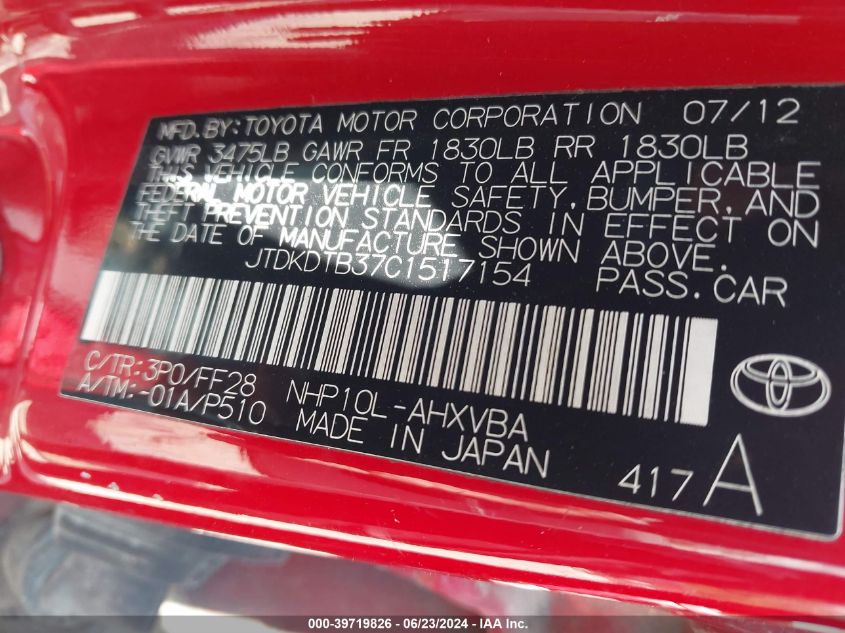 MFD.BY:TOYOTA MOTOR CORPORATION 07/12
GVWR 3475LB GAWR FR 1830LB RR 1830LB
THIS VEHICLE CONFORMS TO ALL APPLICABLE
FEDERAL MOTOR VEHICLE SAFETY,BUMPER,AND
THEFT PREVENTION STANDARDS IN EFFECT ON
THE DATE OF MANUFACTURE SHOWN ABOVE.
JTDKDTB37C1517154 PASS.CAR
C/TR:3P0/FF28 NHP10L-AHXVBA
A/TM:-01A/P510 MADE IN JAPAN
417A
000-39719826 / 06/23/2024 - IAA Inc.